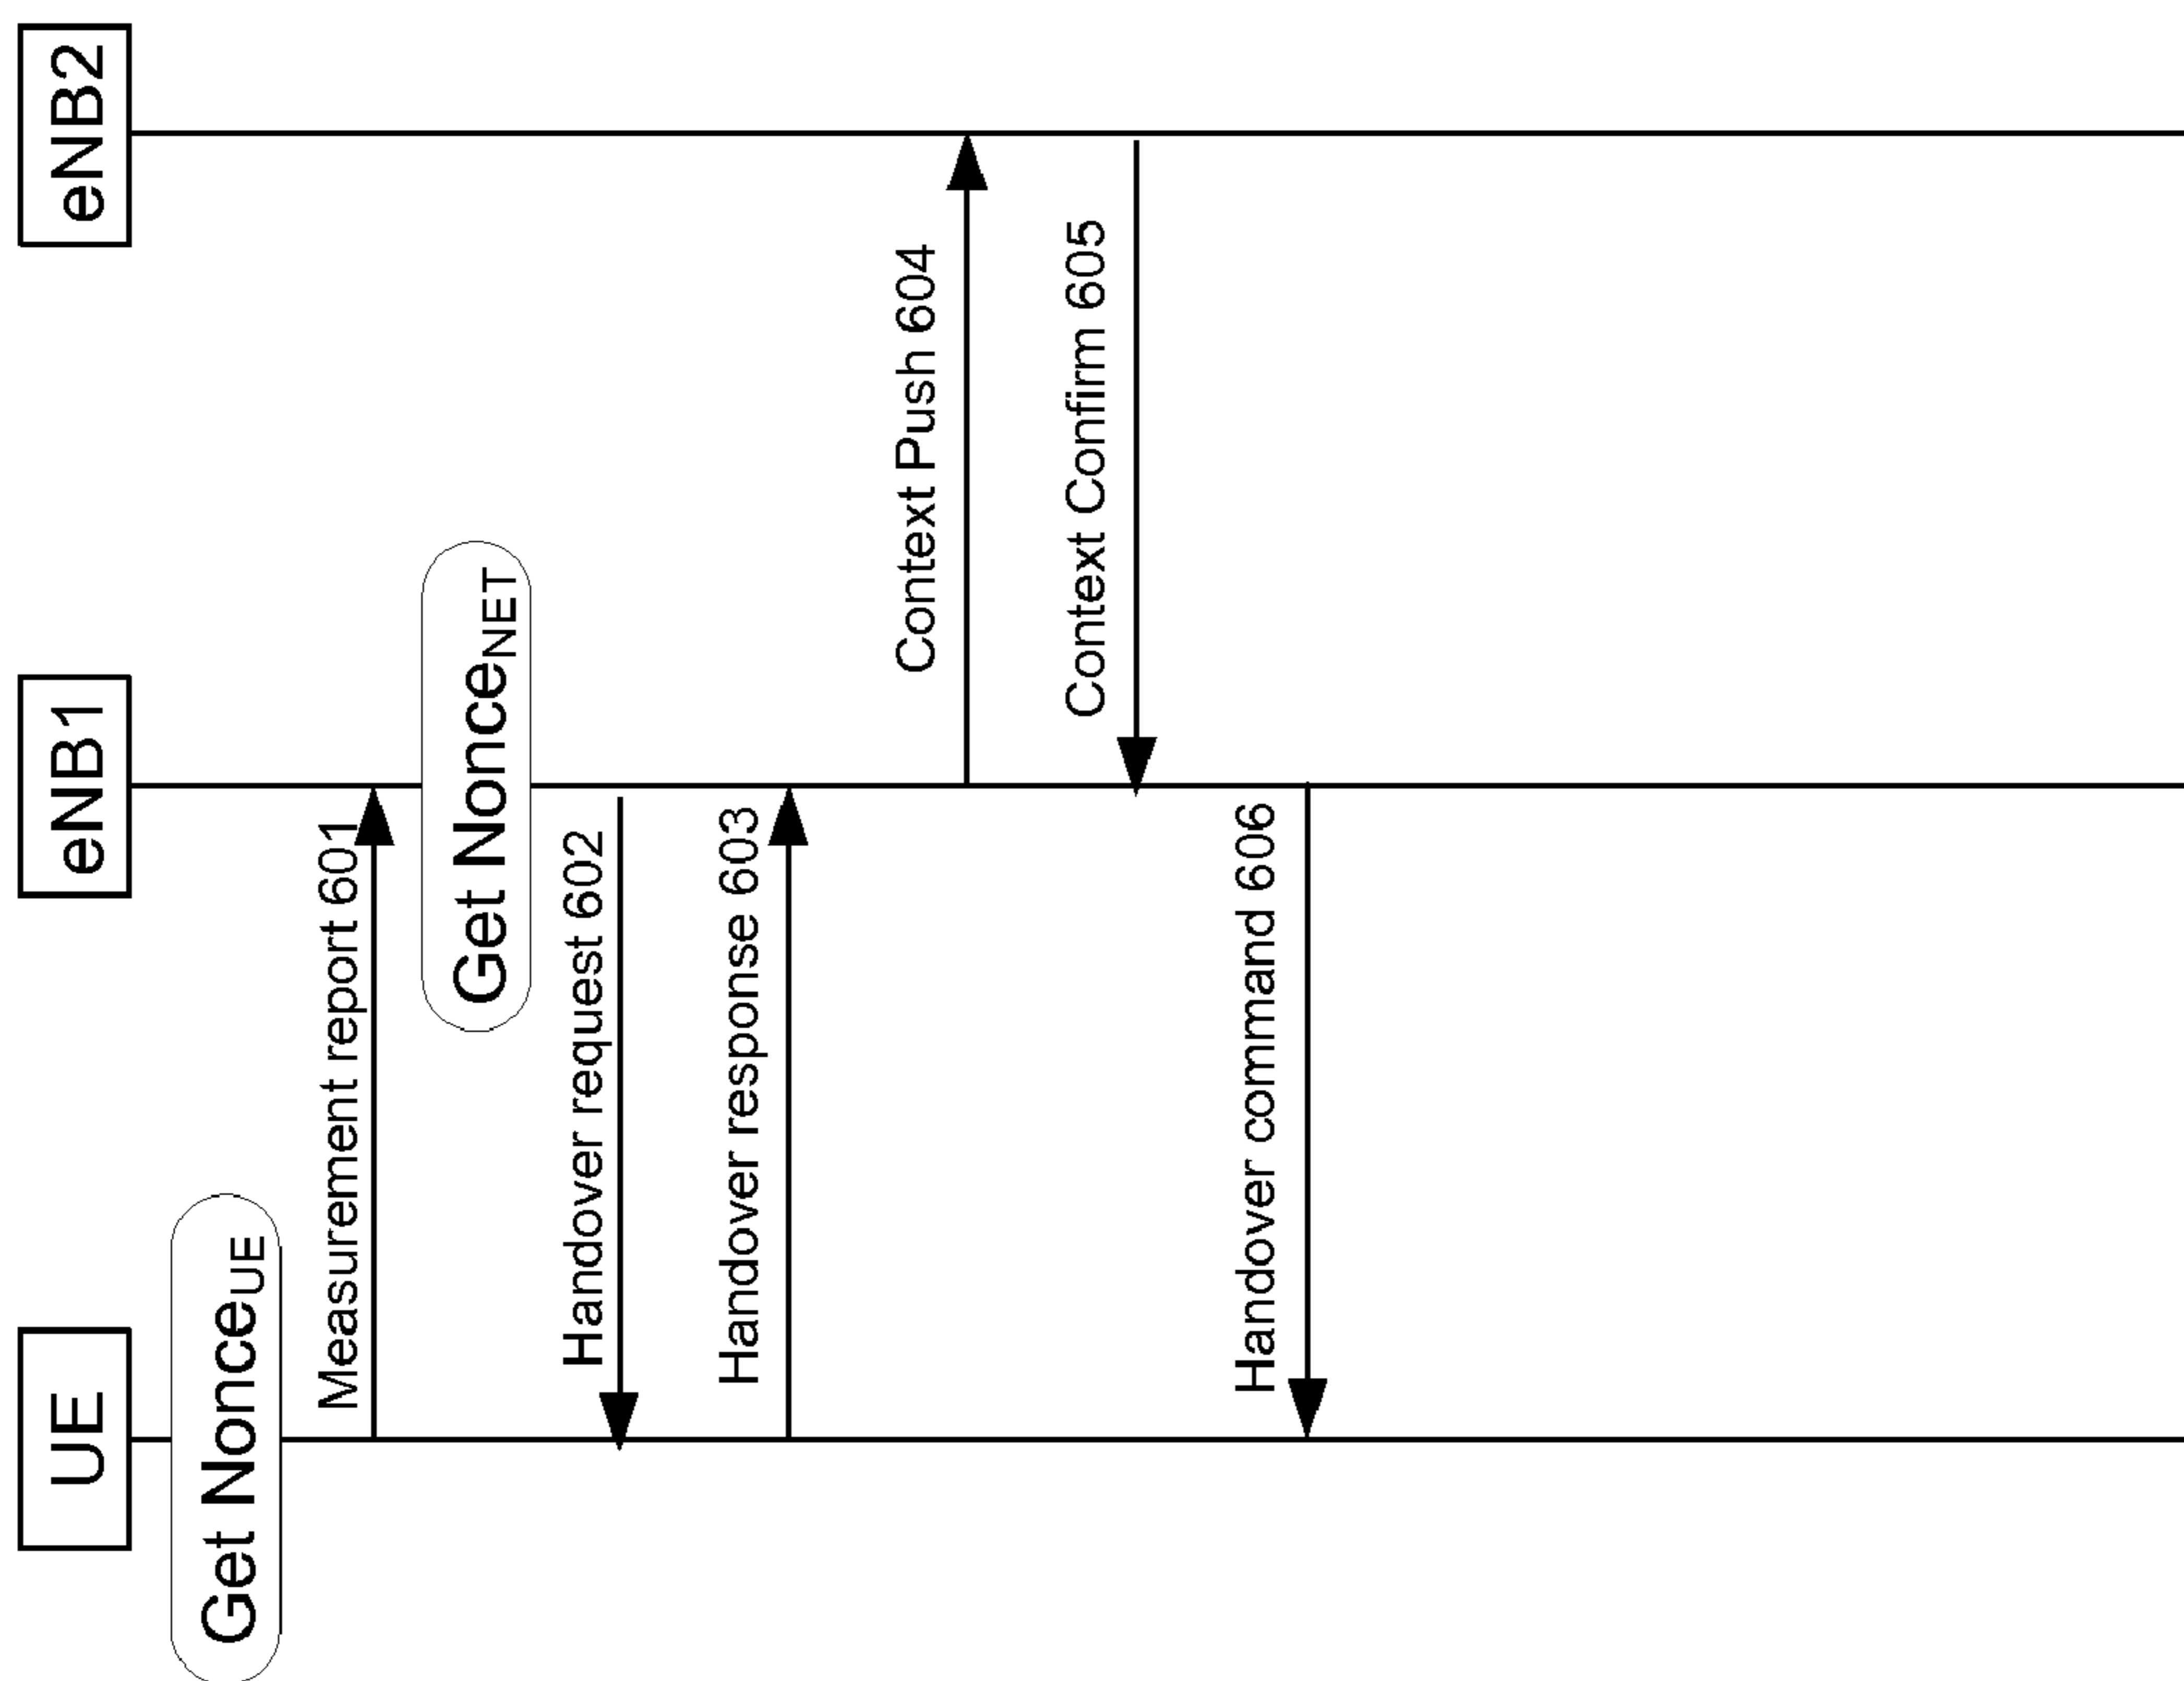 UE
eNB1
eNB2
Get NonceUE
Measurement report 601
Get NonceNET
Handover request 602
Handover response 603
Context Push 604
Context Confirm 605
Handover command 606